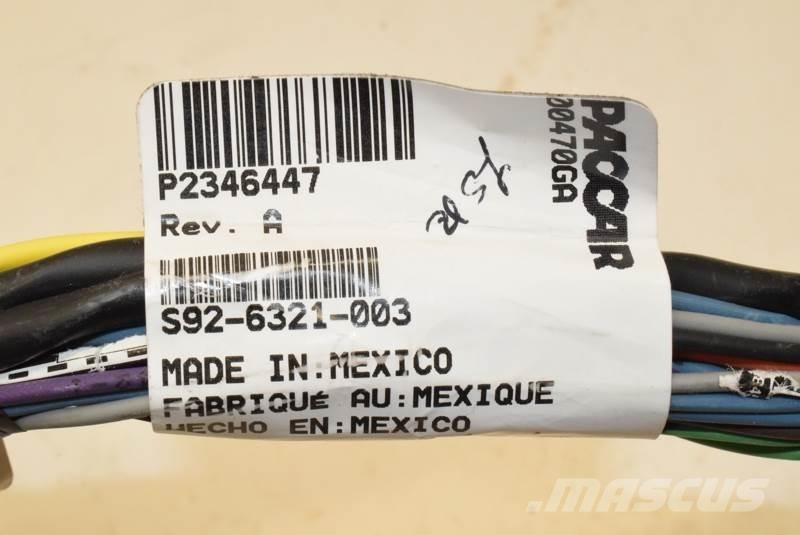 P2346447
Rev. A
S92-6321-003
MADE IN:MEXICO
FABRIQUÉ AU:MEXIQUE
HECHO EN:MEXICO
PACCAR
00470GA
MASCUS